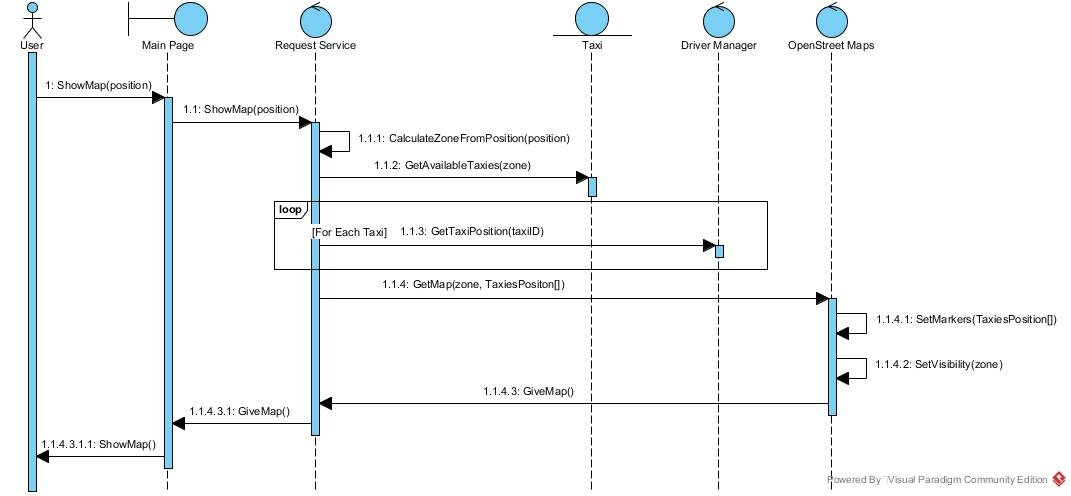 User
Main Page
Request Service
Taxi
Driver Manager
OpenStreet Maps
1: ShowMap(position)
1.1: ShowMap(position)
1.1.1: CalculateZoneFromPosition(position)
1.1.2: GetAvailableTaxies(zone)
loop
[For Each Taxi]
1.1.3: GetTaxiPosition(taxiID)
1.1.4: GetMap(zone, TaxiesPositon[])
1.1.4.1: SetMarkers(TaxiesPosition[])
1.1.4.2: SetVisibility(zone)
1.1.4.3: GiveMap()
1.1.4.3.1: GiveMap()
1.1.4.3.1.1: ShowMap()
Powered By Visual Paradigm Community Edition